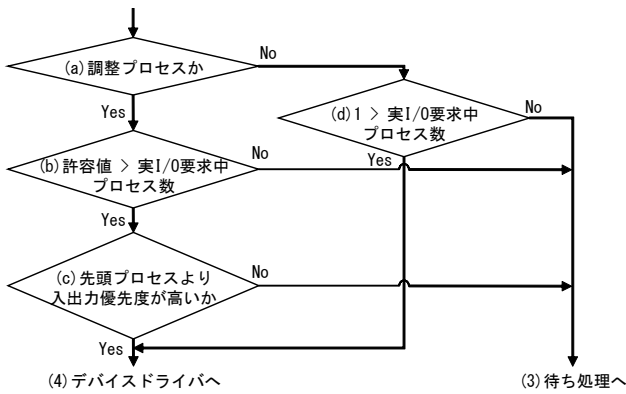 (a)調整プロセスか
No
Yes
(d)1 > 実I/O要求中
プロセス数
No
Yes
(b)許容値 > 実I/O要求中
プロセス数
No
Yes
(c)先頭プロセスより
入出力優先度が高いか
No
Yes
(4)デバイスドライバへ
(3)待ち処理へ